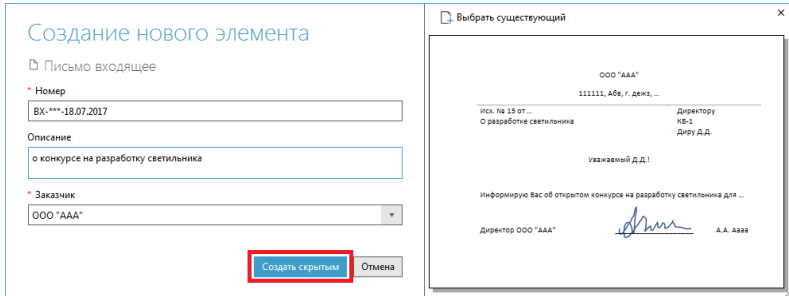 Создание нового элемента
Письмо входящее
* Номер
ВХ-***-18.07.2017
Описание
о конкурсе на разработку светильника
* Заказчик
ООО "ААА"
Создать скрытым
Отмена
Выбрать существующий
ООО "ААА"
111111, Абв, г. дежз, ...
Исх. № 15 от ...
Директору
О разработке светильника
КБ-1
Диру Д.Д.
Уважаемый Д.Д.!
Информирую Вас об открытом конкурсе на разработку светильника для ...
Директор ООО "ААА"
А.А. Аааа